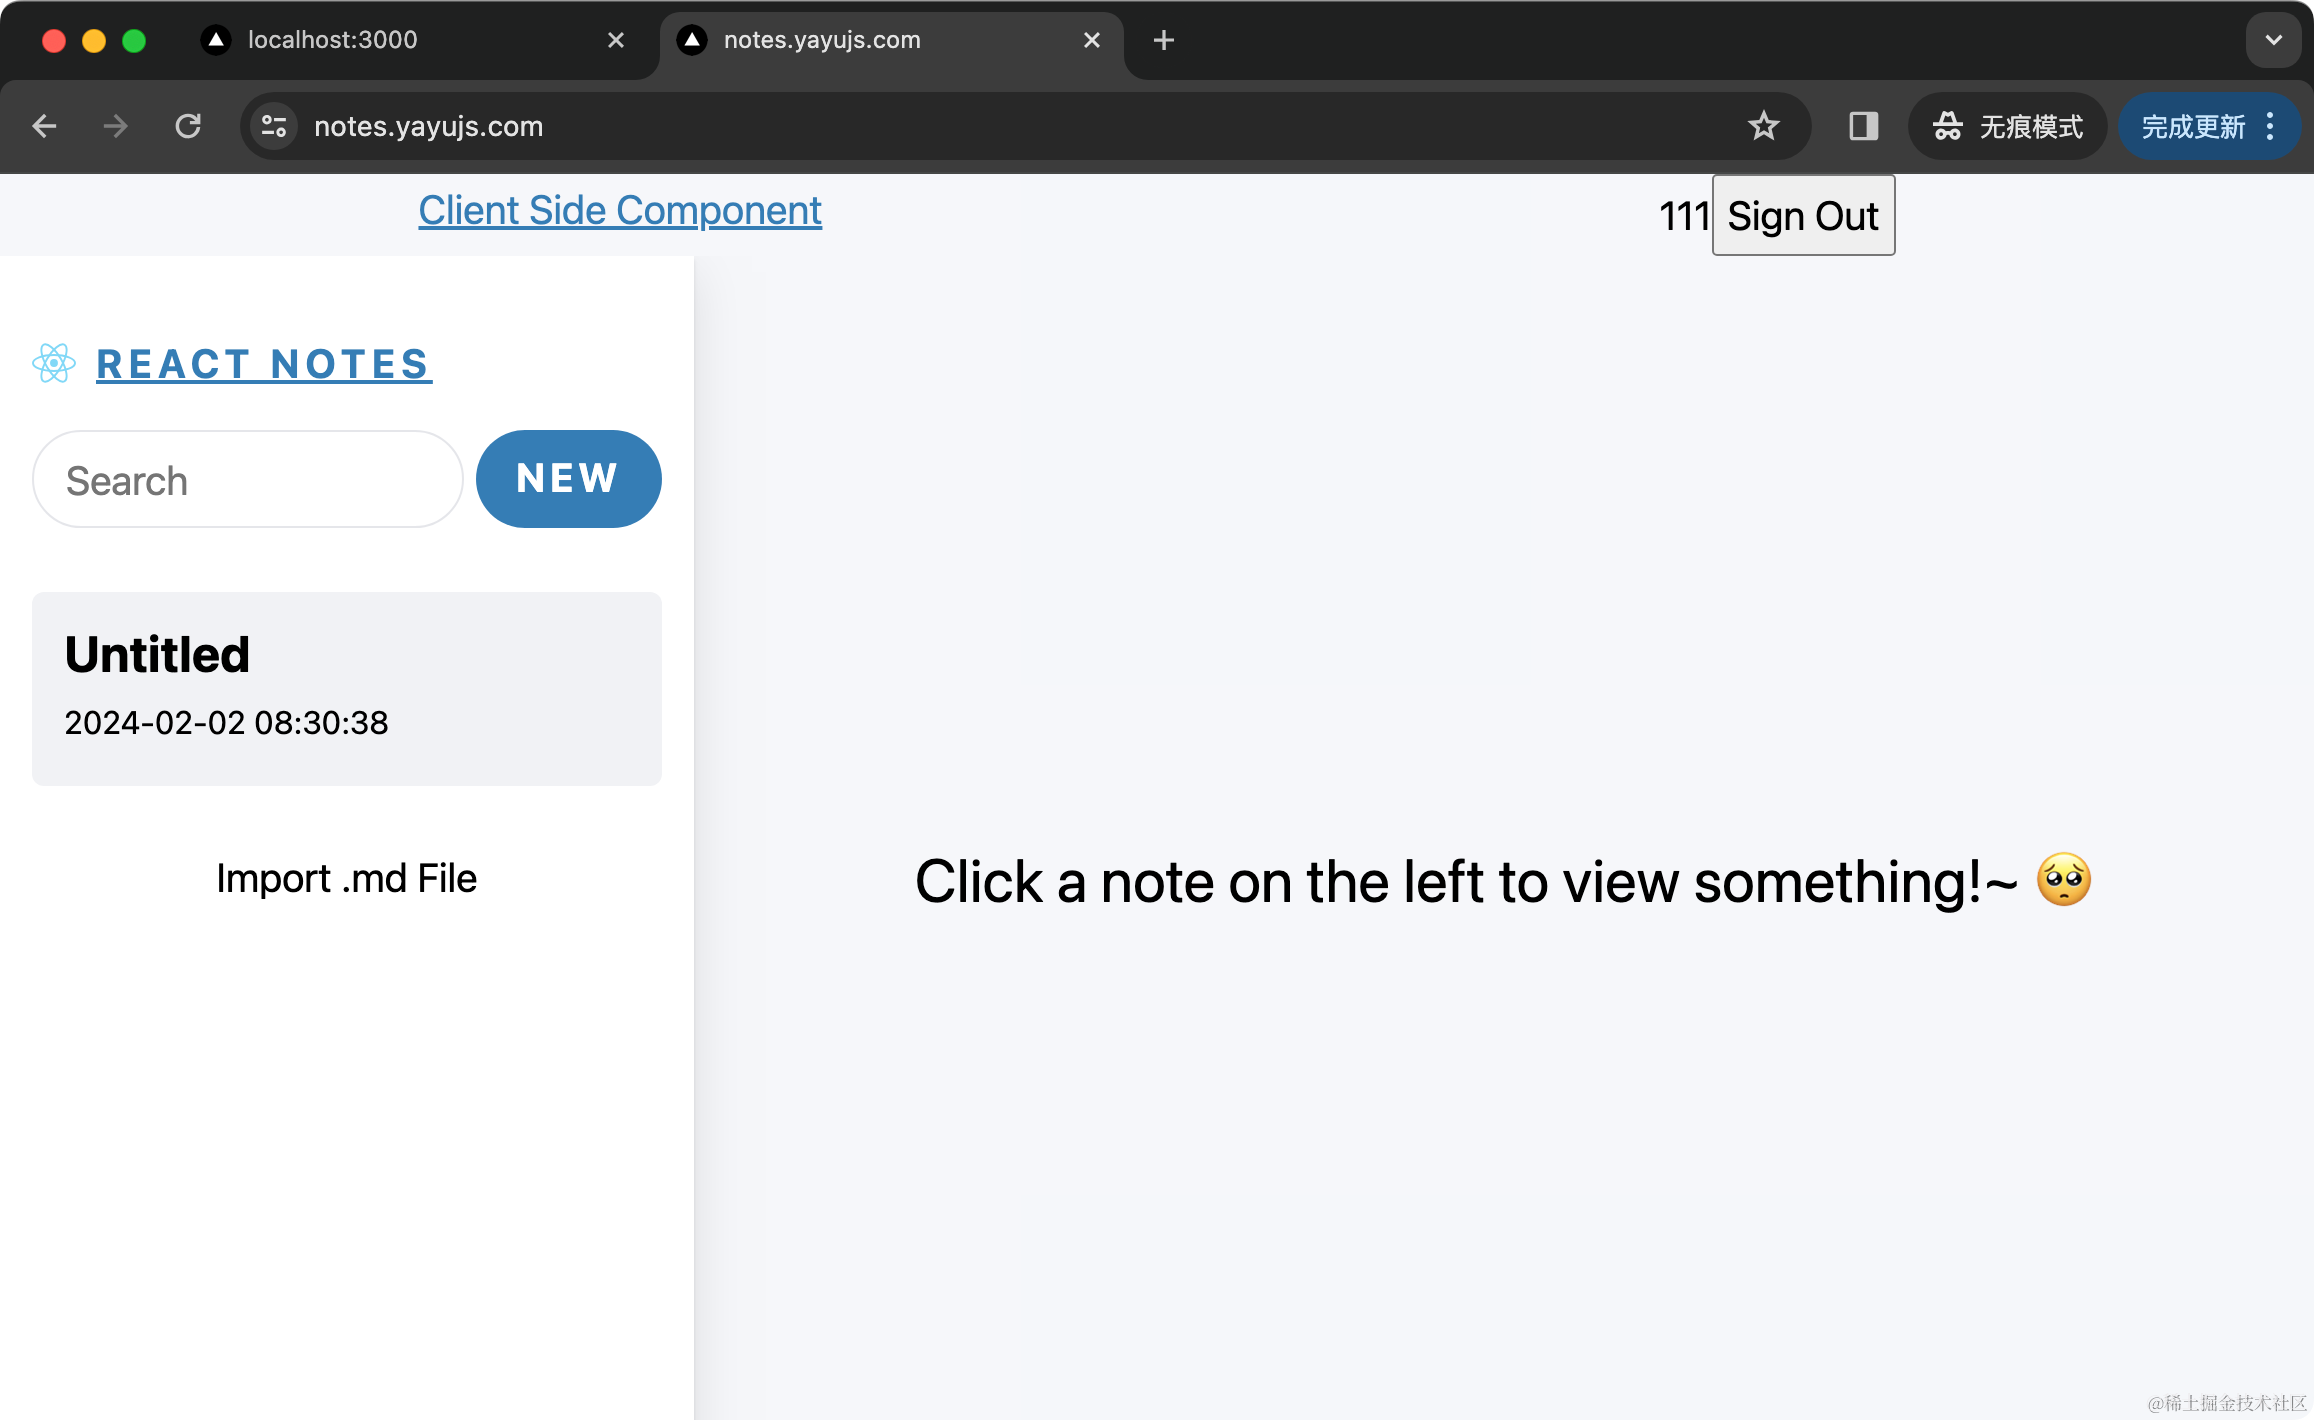 localhost:3000
notes.yayujs.com
notes.yayujs.com
无痕模式
完成更新
Client Side Component
111
Sign Out
REACT NOTES
Search
NEW
Untitled
2024-02-02 08:30:38
Import .md File
Click a note on the left to view something!~ 🥺
@稀土掘金技术社区